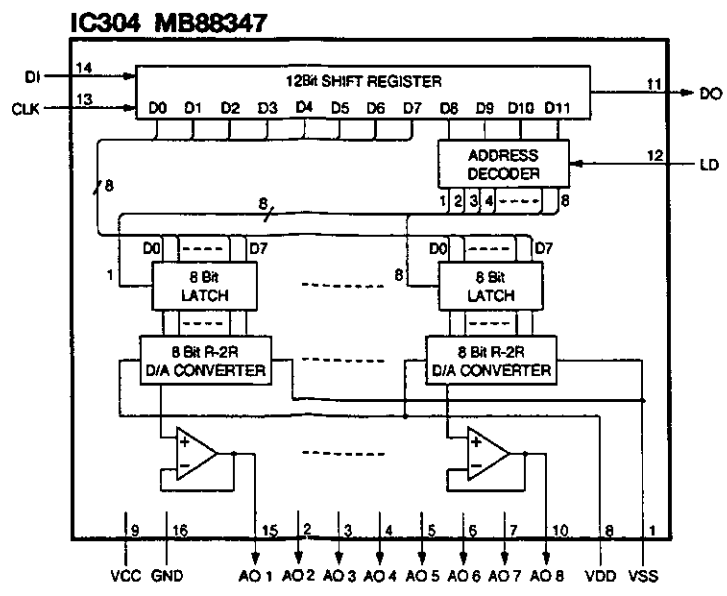 IC304 MB88347
DI 14
12Bit SHIFT REGISTER
11 DO
CLK 13
D0 D1 D2 D3 D4 D5 D6 D7 D8 D9 D10 D11
ADDRESS
DECODER
12 LD
8
8
1 2 3 4 8
D0 D7
D0 D7
1
8 Bit
LATCH
8
8 Bit
LATCH
8 Bit R-2R
D/A CONVERTER
8 Bit R-2R
D/A CONVERTER
+
−
+
−
9 16 15 2 3 4 5 6 7 10 8 1
VCC GND AO 1 AO 2 AO 3 AO 4 AO 5 AO 6 AO 7 AO 8 VDD VSS